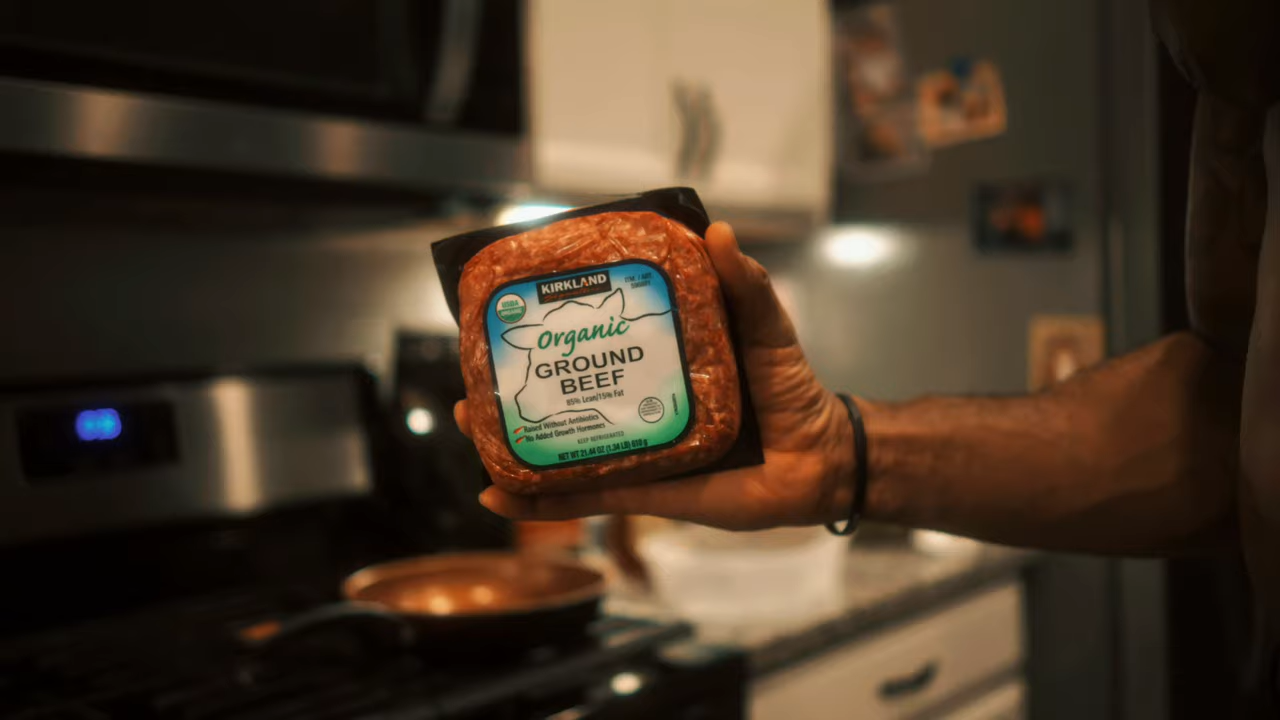 KIRKLAND
Signature
USDA
ORGANIC
Organic
GROUND
BEEF
85% Lean/15% Fat
Raised Without Antibiotics
No Added Growth Hormones
KEEP REFRIGERATED
NET WT 21.44 OZ (1.34 LB) 610 g